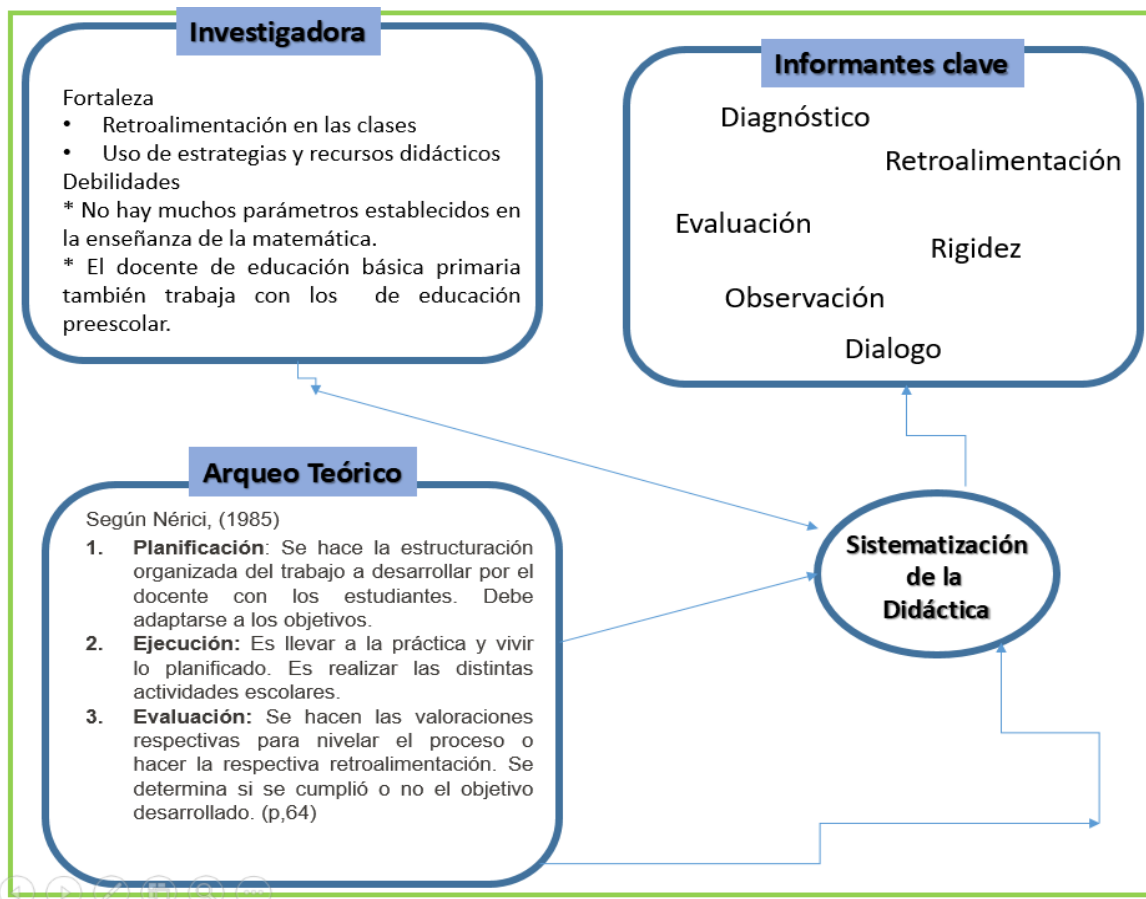 Investigadora
Fortaleza
• Retroalimentación en las clases
• Uso de estrategias y recursos didácticos
Debilidades
* No hay muchos parámetros establecidos en
la enseñanza de la matemática.
* El docente de educación básica primaria
también trabaja con los de educación
preescolar.
Informantes clave
Diagnóstico
Retroalimentación
Evaluación
Rigidez
Observación
Dialogo
Arqueo Teórico
Según Nérici, (1985)
1. Planificación: Se hace la estructuración
organizada del trabajo a desarrollar por el
docente con los estudiantes. Debe
adaptarse a los objetivos.
2. Ejecución: Es llevar a la práctica y vivir
lo planificado. Es realizar las distintas
actividades escolares.
3. Evaluación: Se hacen las valoraciones
respectivas para nivelar el proceso o
hacer la respectiva retroalimentación. Se
determina si se cumplió o no el objetivo
desarrollado. (p,64)
Sistematización
de la
Didáctica